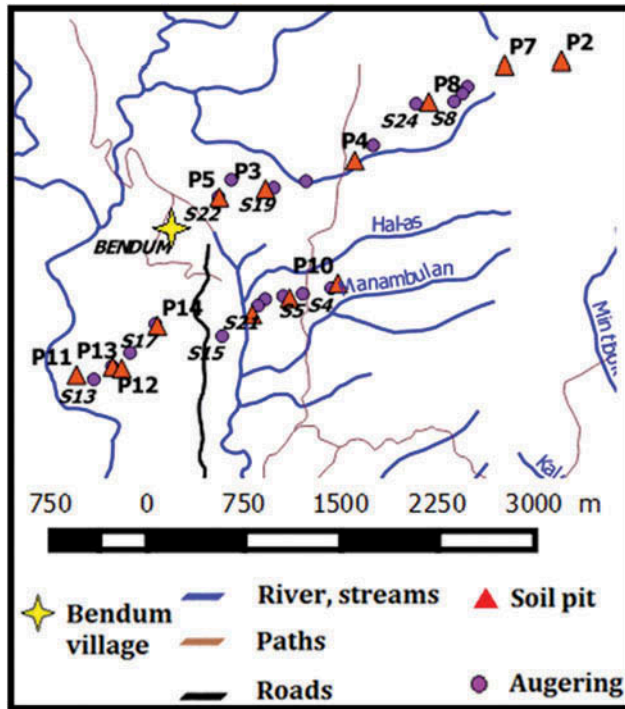 P7
P2
P8
S24
S8
P4
P5
P3
S22
S19
BENDUM
Halas
P10
Manambulan
P14
S21
S5
S4
S17
S15
P11
P13
P12
S13
Mintbu
Kal
750 0 750 1500 2250 3000 m
Bendum
village
River, streams
Paths
Roads
Soil pit
Augering